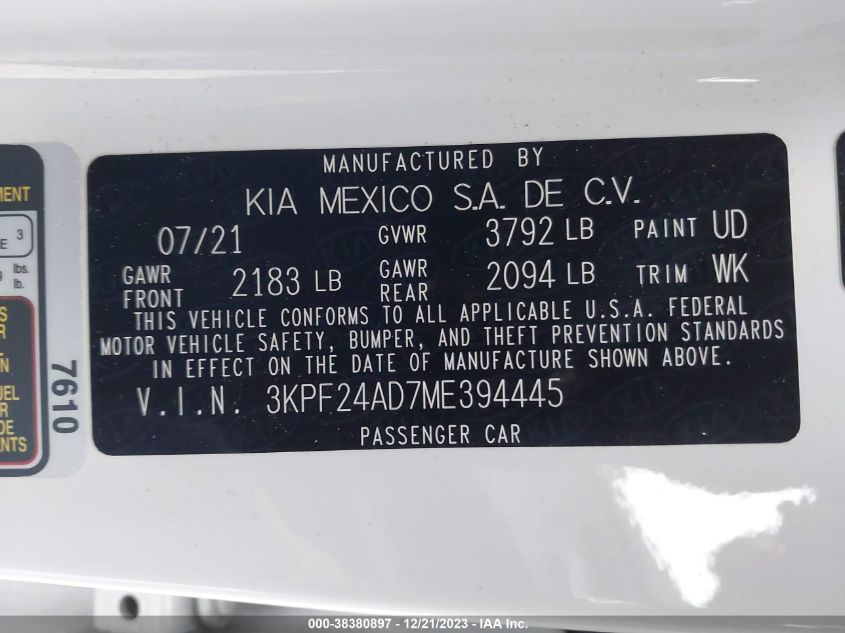 MANUFACTURED BY
KIA MEXICO S.A. DE C.V.
07/21 GVWR 3792 LB PAINT UD
GAWR FRONT 2183 LB GAWR REAR 2094 LB TRIM WK
THIS VEHICLE CONFORMS TO ALL APPLICABLE U.S.A. FEDERAL
MOTOR VEHICLE SAFETY, BUMPER, AND THEFT PREVENTION STANDARDS
IN EFFECT ON THE DATE OF MANUFACTURE SHOWN ABOVE.
V.I.N. 3KPF24AD7ME394445
PASSENGER CAR
7610
3
lbs.
lb.
000-38380897 - 12/21/2023 - IAA Inc.